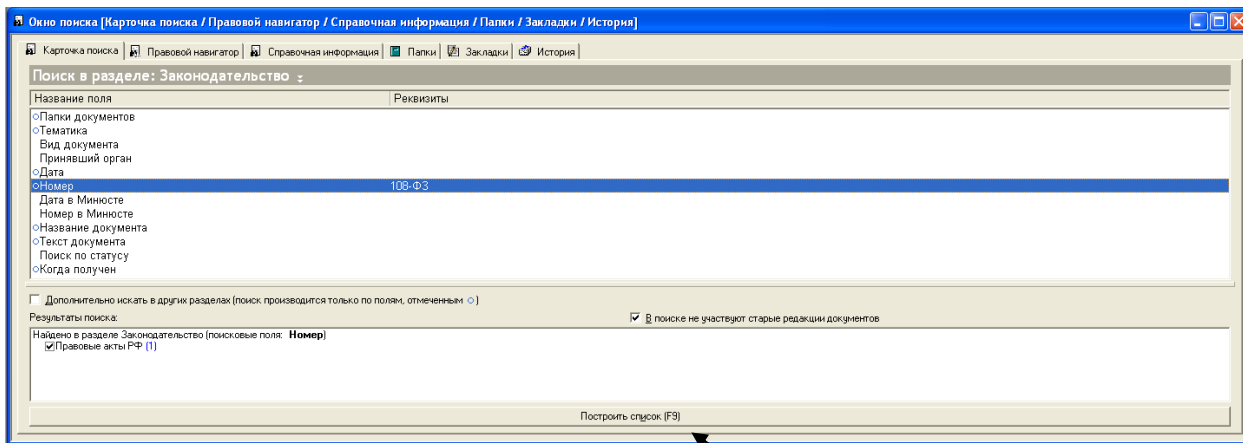 Окно поиска [Карточка поиска / Правовой навигатор / Справочная информация / Папки / Закладки / История]
Карточка поиска Правовой навигатор Справочная информация Папки Закладки История
Поиск в разделе: Законодательство
Название поля Реквизиты
Папки документов
Тематика
Вид документа
Принявший орган
Дата
Номер 108-ФЗ
Дата в Минюсте
Номер в Минюсте
Название документа
Текст документа
Поиск по статусу
Когда получен
Дополнительно искать в других разделах (поиск производится только по полям, отмеченным ○)
Результаты поиска: В поиске не участвуют старые редакции документов
Найдено в разделе Законодательство (поисковые поля: Номер)
Правовые акты РФ (1)
Построить список (F9)